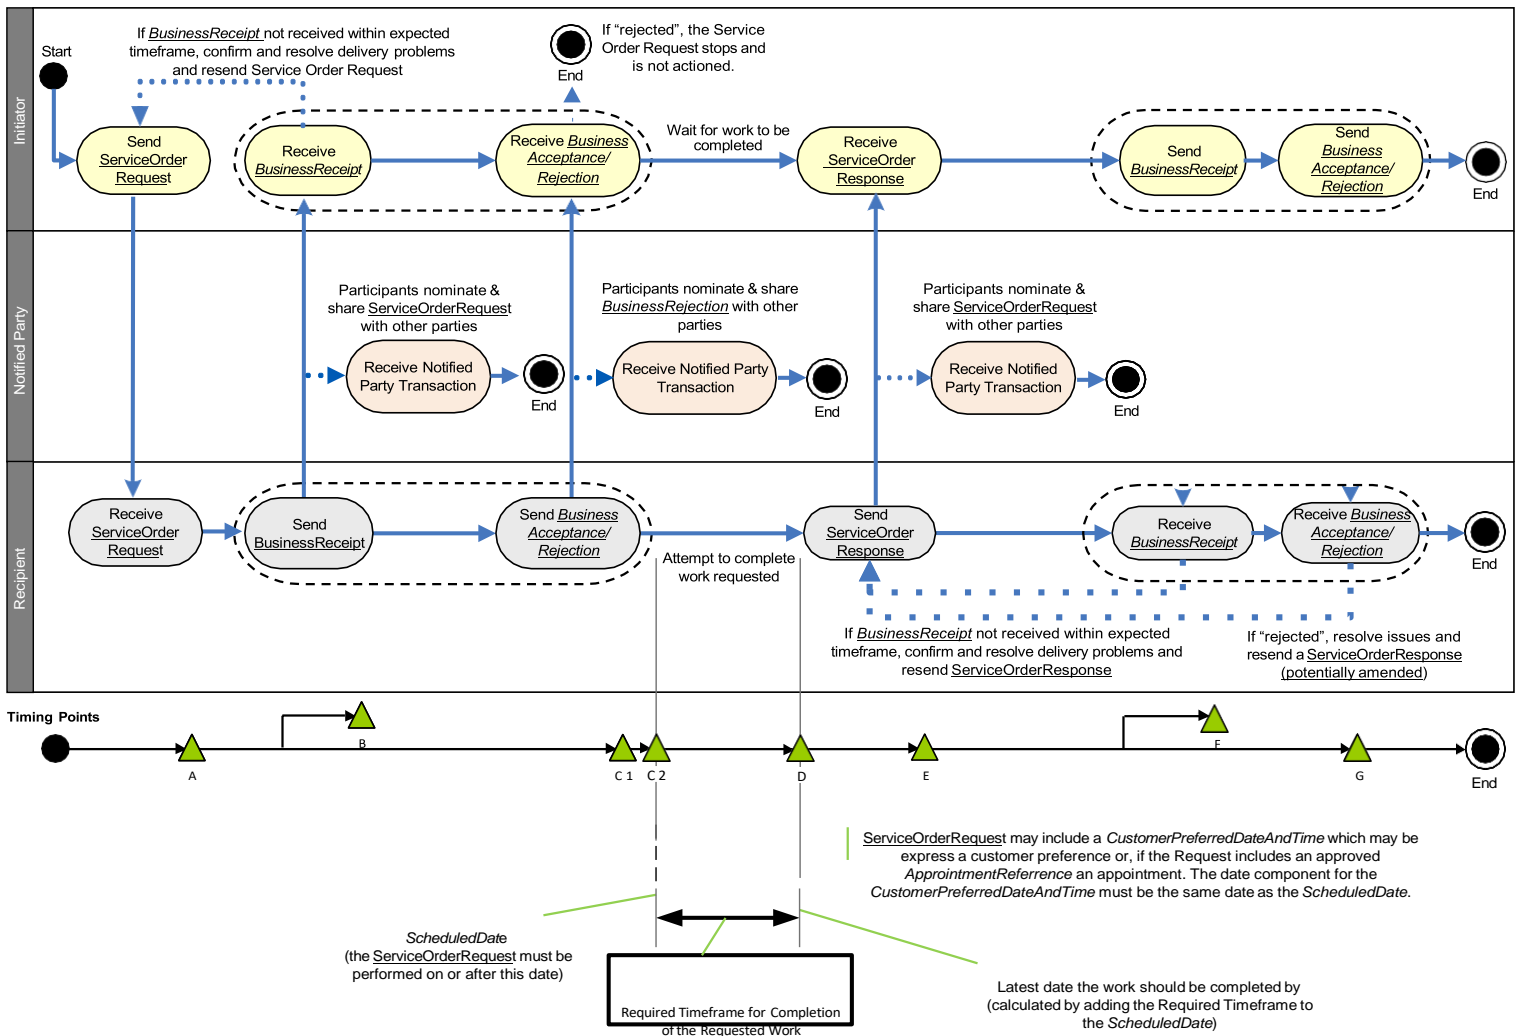 If BusinessReceipt not received within expected
timeframe, confirm and resolve delivery problems
and resend Service Order Request
Start
End
If “rejected”, the Service
Order Request stops and
is not actioned.
Initiator
Send
ServiceOrder
Request
Receive
BusinessReceipt
Receive Business
Acceptance/
Rejection
Wait for work to be
completed
Receive
ServiceOrder
Response
Send
BusinessReceipt
Send
Business
Acceptance/
Rejection
End
Notified Party
Participants nominate &
share ServiceOrderRequest
with other parties
Receive Notified
Party Transaction
End
Participants nominate & share
BusinessRejection with other
parties
Receive Notified Party
Transaction
End
Participants nominate &
share ServiceOrderRequest
with other parties
Receive Notified
Party Transaction
End
Recipient
Receive
ServiceOrder
Request
Send
BusinessReceipt
Send Business
Acceptance/
Rejection
Attempt to complete
work requested
Send
ServiceOrder
Response
Receive
BusinessReceipt
Receive Business
Acceptance/
Rejection
End
If BusinessReceipt not received within expected
timeframe, confirm and resolve delivery problems and
resend ServiceOrderResponse
If “rejected”, resolve issues and
resend a ServiceOrderResponse
(potentially amended)
Timing Points
A
B
C 1
C 2
D
E
F
G
End
ServiceOrderRequest may include a CustomerPreferredDateAndTime which may be
express a customer preference or, if the Request includes an approved
ApprointmentReferrence an appointment. The date component for the
CustomerPreferredDateAndTime must be the same date as the ScheduledDate.
ScheduledDate
(the ServiceOrderRequest must be
performed on or after this date)
Required Timeframe for Completion
of the Requested Work
Latest date the work should be completed by
(calculated by adding the Required Timeframe to
the ScheduledDate)